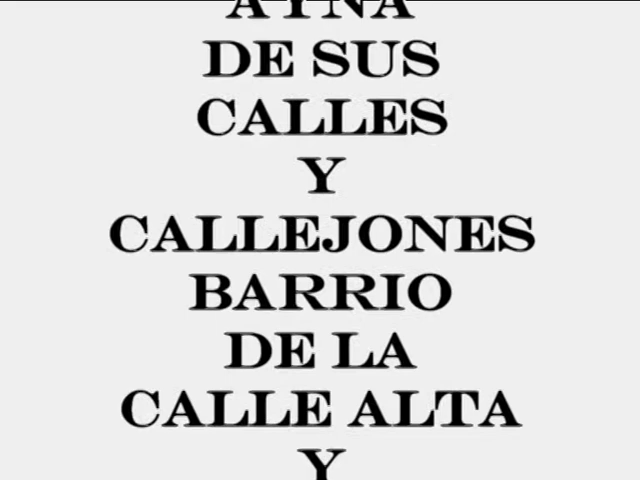 AYNA
DE SUS
CALLES
Y
CALLEJONES
BARRIO
DE LA
CALLE ALTA
Y